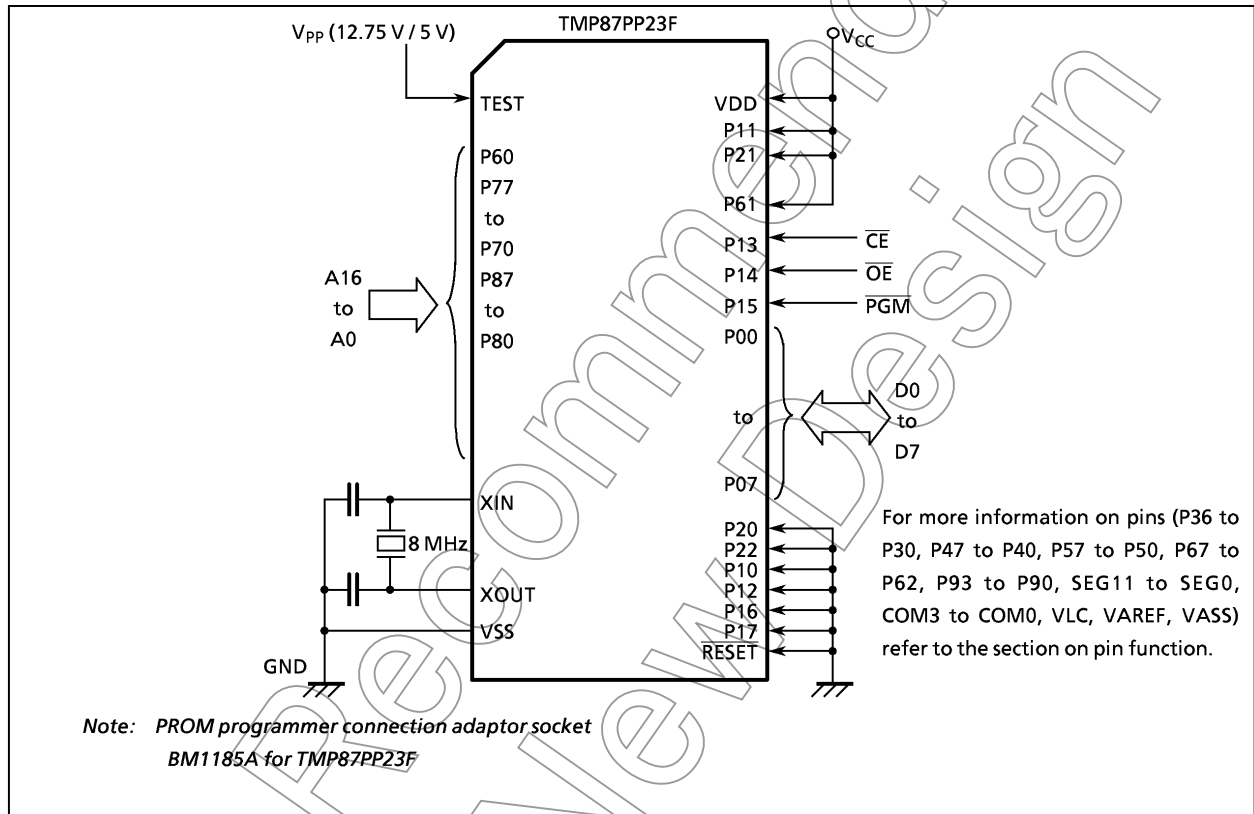 TMP87PP23F
VPP (12.75 V / 5 V)
VCC
TEST
VDD
P11
P60
P21
P77
to
P61
P70
P13
CE
P87
P14
OE
to
P15
PGM
P80
P00
A16
to
A0
to
D0
to
D7
P07
XIN
8 MHz
XOUT
VSS
GND
P20
P22
P10
P12
P16
P17
RESET
For more information on pins (P36 to
P30, P47 to P40, P57 to P50, P67 to
P62, P93 to P90, SEG11 to SEG0,
COM3 to COM0, VLC, VAREF, VASS)
refer to the section on pin function.
Note: PROM programmer connection adaptor socket
BM1185A for TMP87PP23F
Recommend
New Design